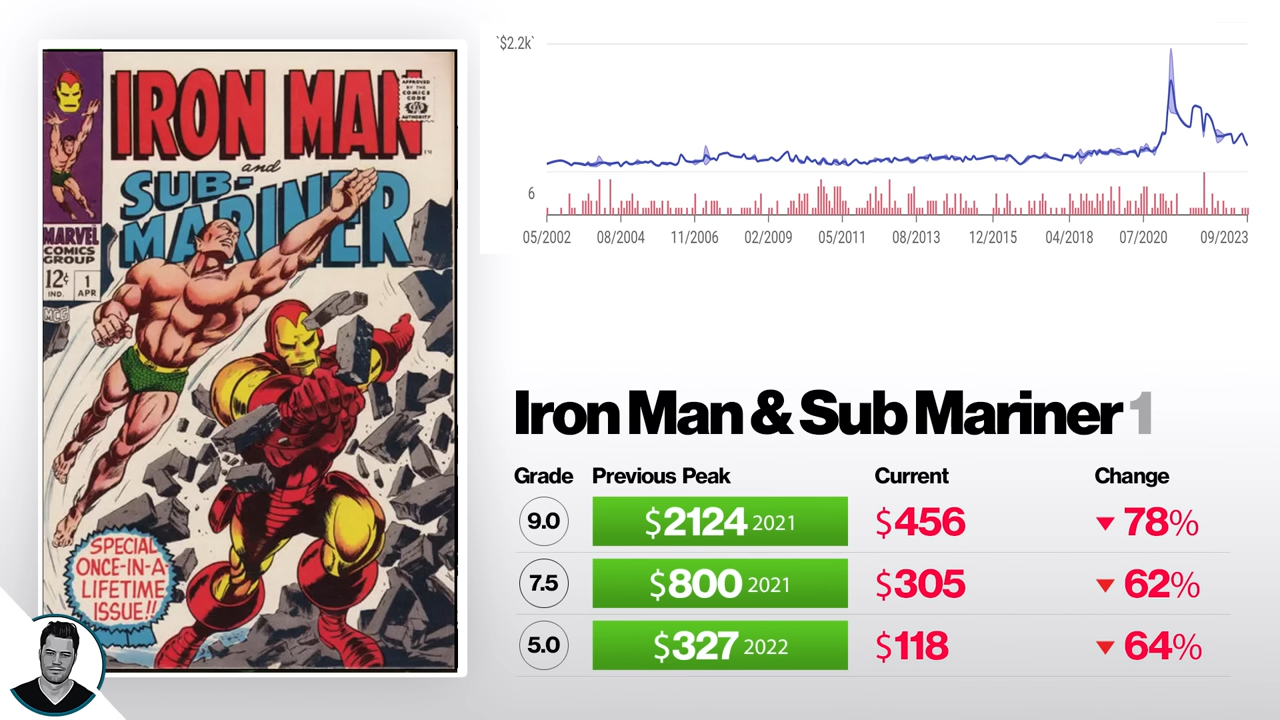 IRON MAN
APPROVED
BY THE
COMICS
CODE
AUTHORITY
TM
and
SUB-
MARINER
TM
MARVEL
COMICS
GROUP
12¢
IND.
1
APR
MCG
SPECIAL
ONCE-IN-A-
LIFETIME
ISSUE!!
`$2.2k`
6
05/2002 08/2004 11/2006 02/2009 05/2011 08/2013 12/2015 04/2018 07/2020 09/2023
Iron Man & Sub Mariner 1
Grade Previous Peak Current Change
9.0 $2124 2021 $456 ▼ 78%
7.5 $800 2021 $305 ▼ 62%
5.0 $327 2022 $118 ▼ 64%